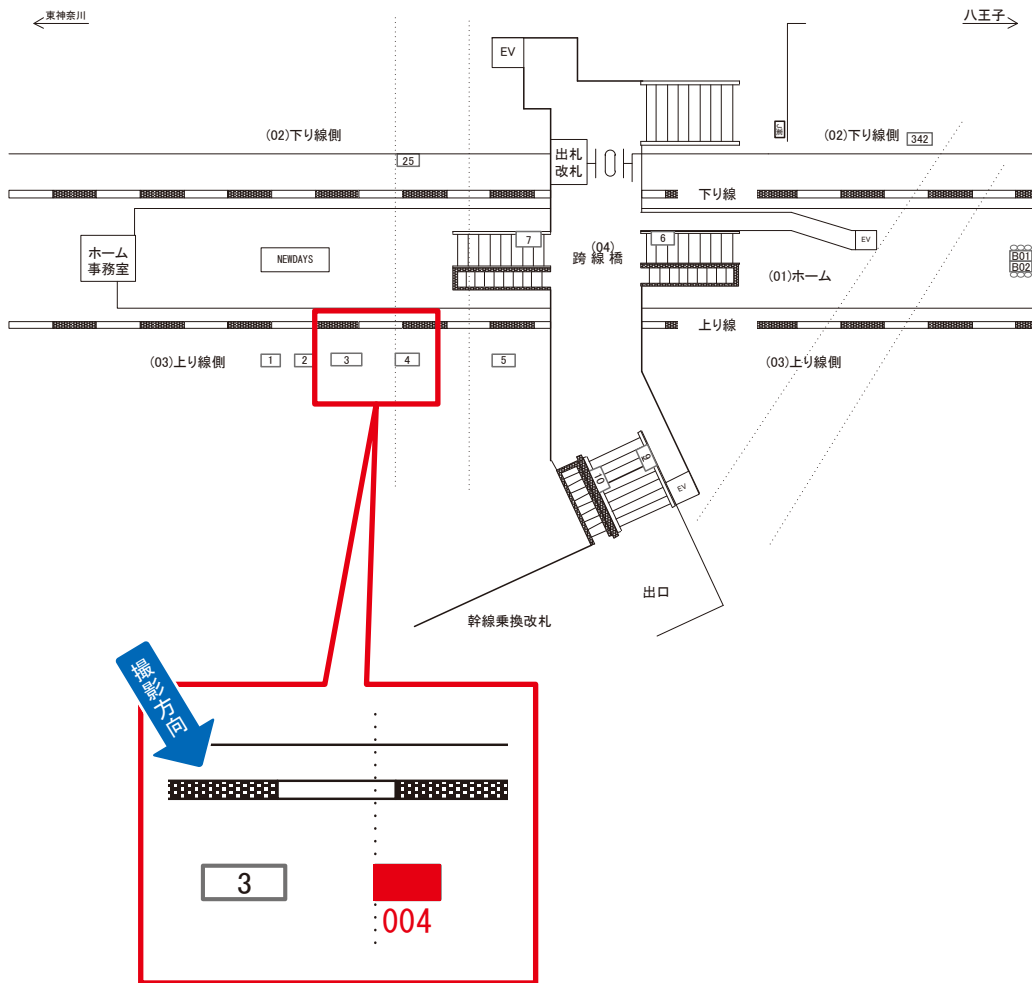 東神奈川
八王子
EV
(02)下り線側
25
出札
改札
(02)下り線側
342
下り線
ホーム
事務室
NEWDAYS
7
(04)
跨線橋
6
EV
(01)ホーム
B01
B02
上り線
(03)上り線側
1
2
3
4
5
(03)上り線側
10
9
EV
出口
幹線乗換改札
撮影方向
3
004